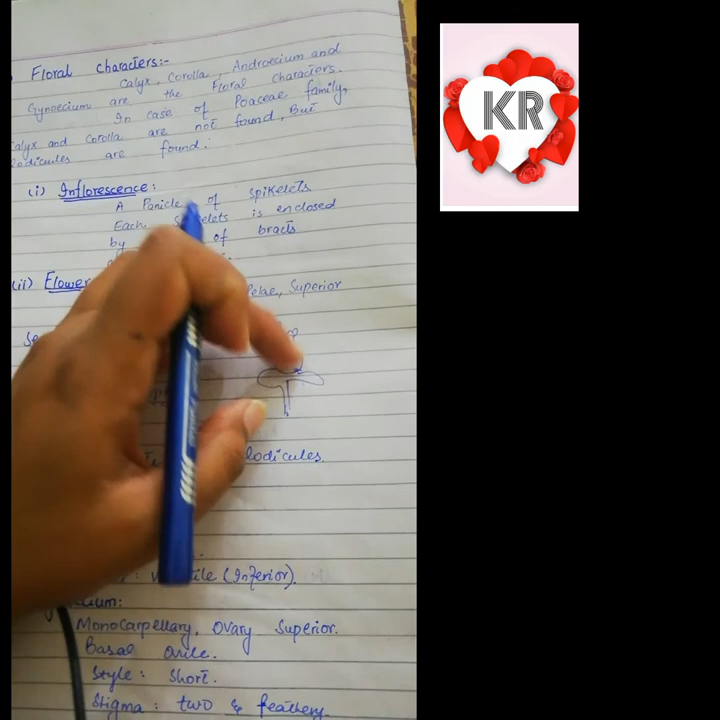 Floral characters:-
Calyx, Corolla, Androecium and
Gynoecium are the Floral characters.
In case of Poaceae family,
Calyx and Corolla are not found, But
lodicules are found.
(i) Inflorescence:
A Panicle of spikelets
Each is enclosed
by of bracts
(ii) Flower
Superior
lodicules.
(Inferior).
Monocarpellary, Ovary Superior.
Basal
Style: short.
Stigma: two & feathery
KR